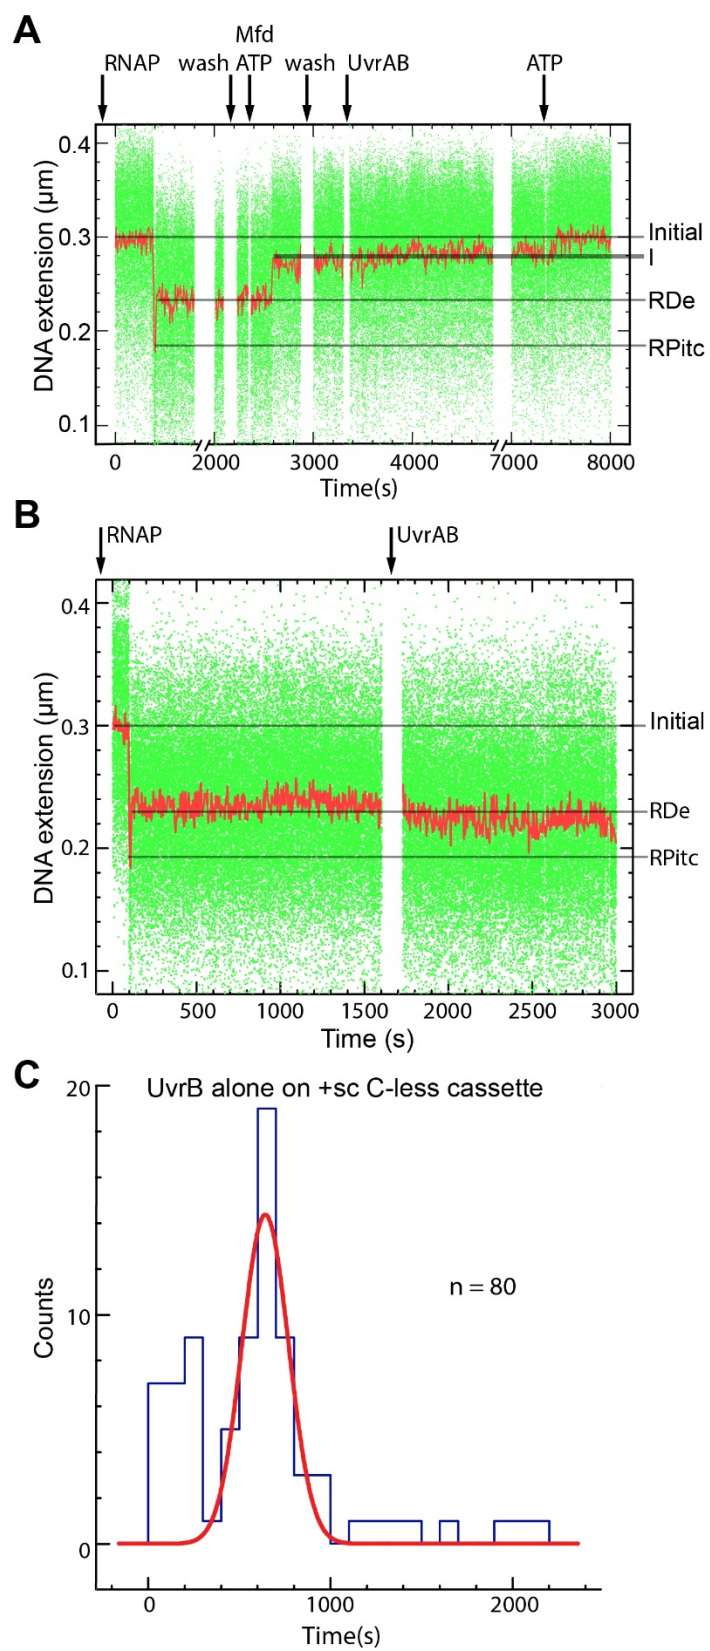 A
Mfd
RNAP wash ATP wash UvrAB ATP
0.4
0.3
0.2
0.1
DNA extension (µm)
Initial
I
RDe
RPitc
0 2000 3000 4000 7000 8000
Time(s)
B
RNAP UvrAB
0.4
0.3
0.2
0.1
DNA extension (µm)
Initial
RDe
RPitc
0 500 1000 1500 2000 2500 3000
Time (s)
C
UvrB alone on +sc C-less cassette
20
10
0
Counts
n = 80
0 1000 2000
Time(s)